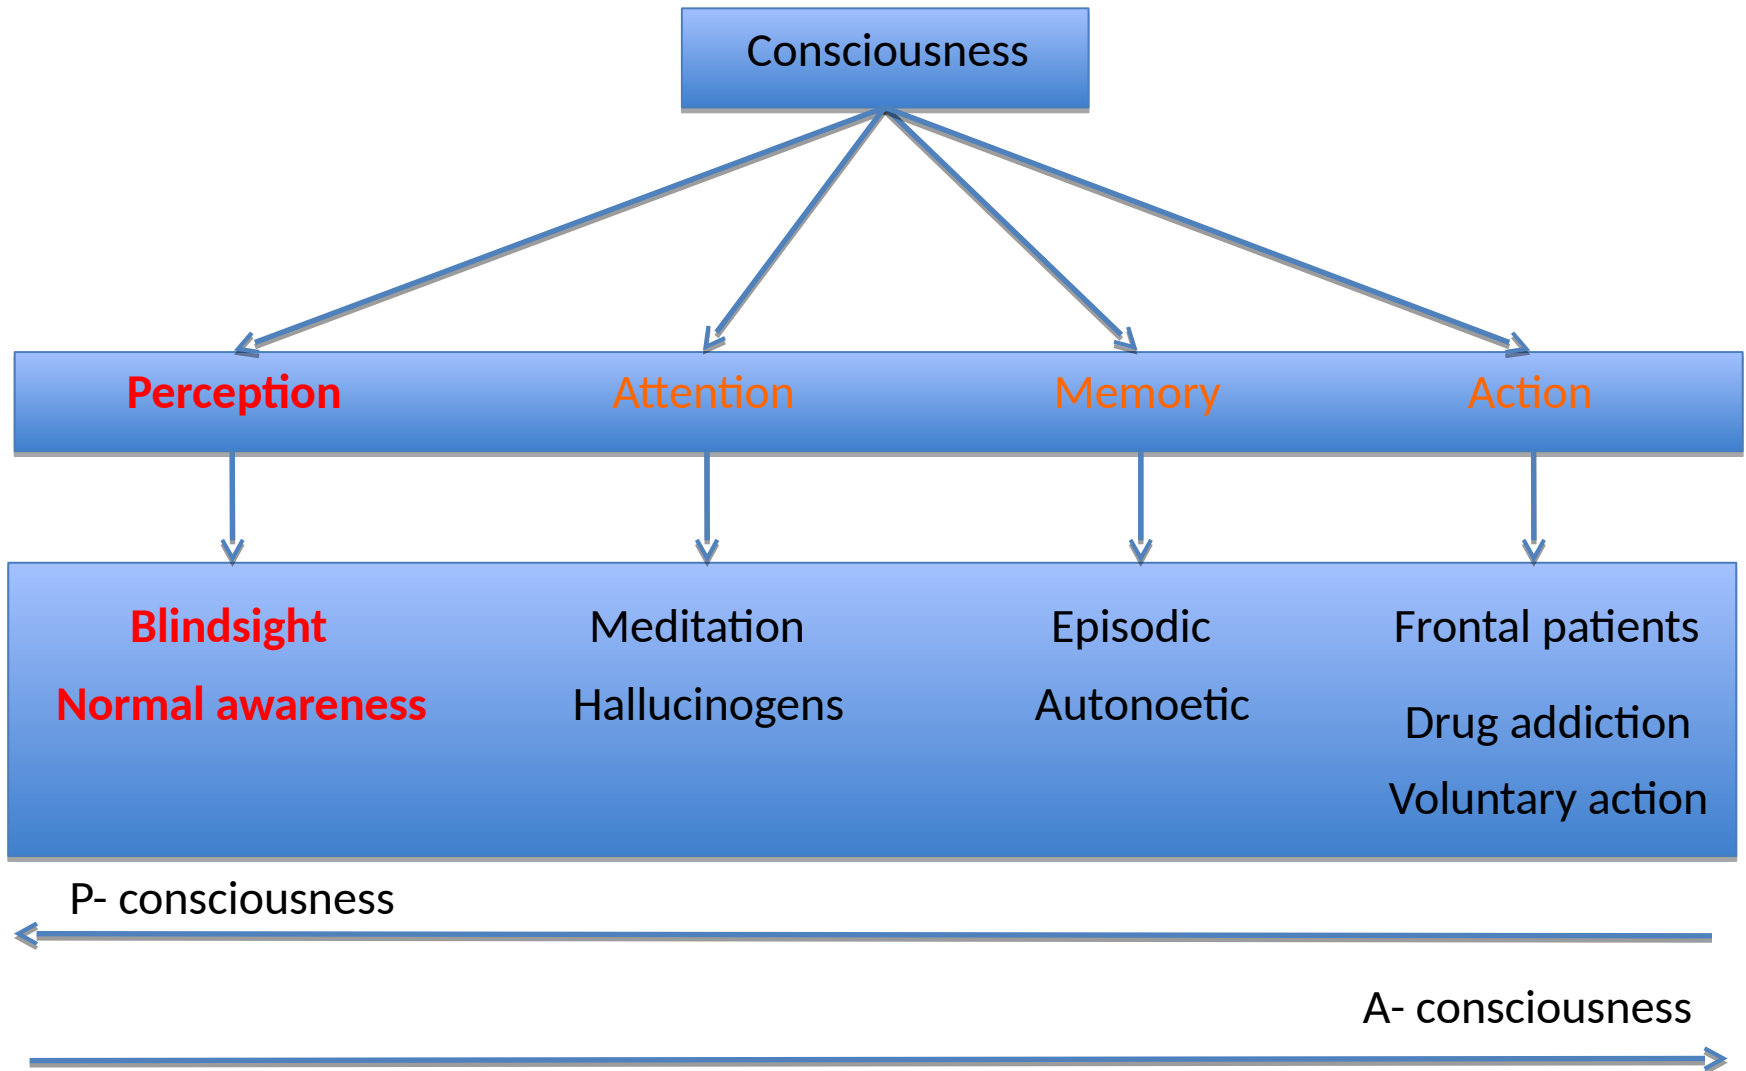 Consciousness
Perception Attention Memory Action
Blindsight Meditation Episodic Frontal patients
Normal awareness Hallucinogens Autonoetic Drug addiction
Voluntary action
P- consciousness
A- consciousness